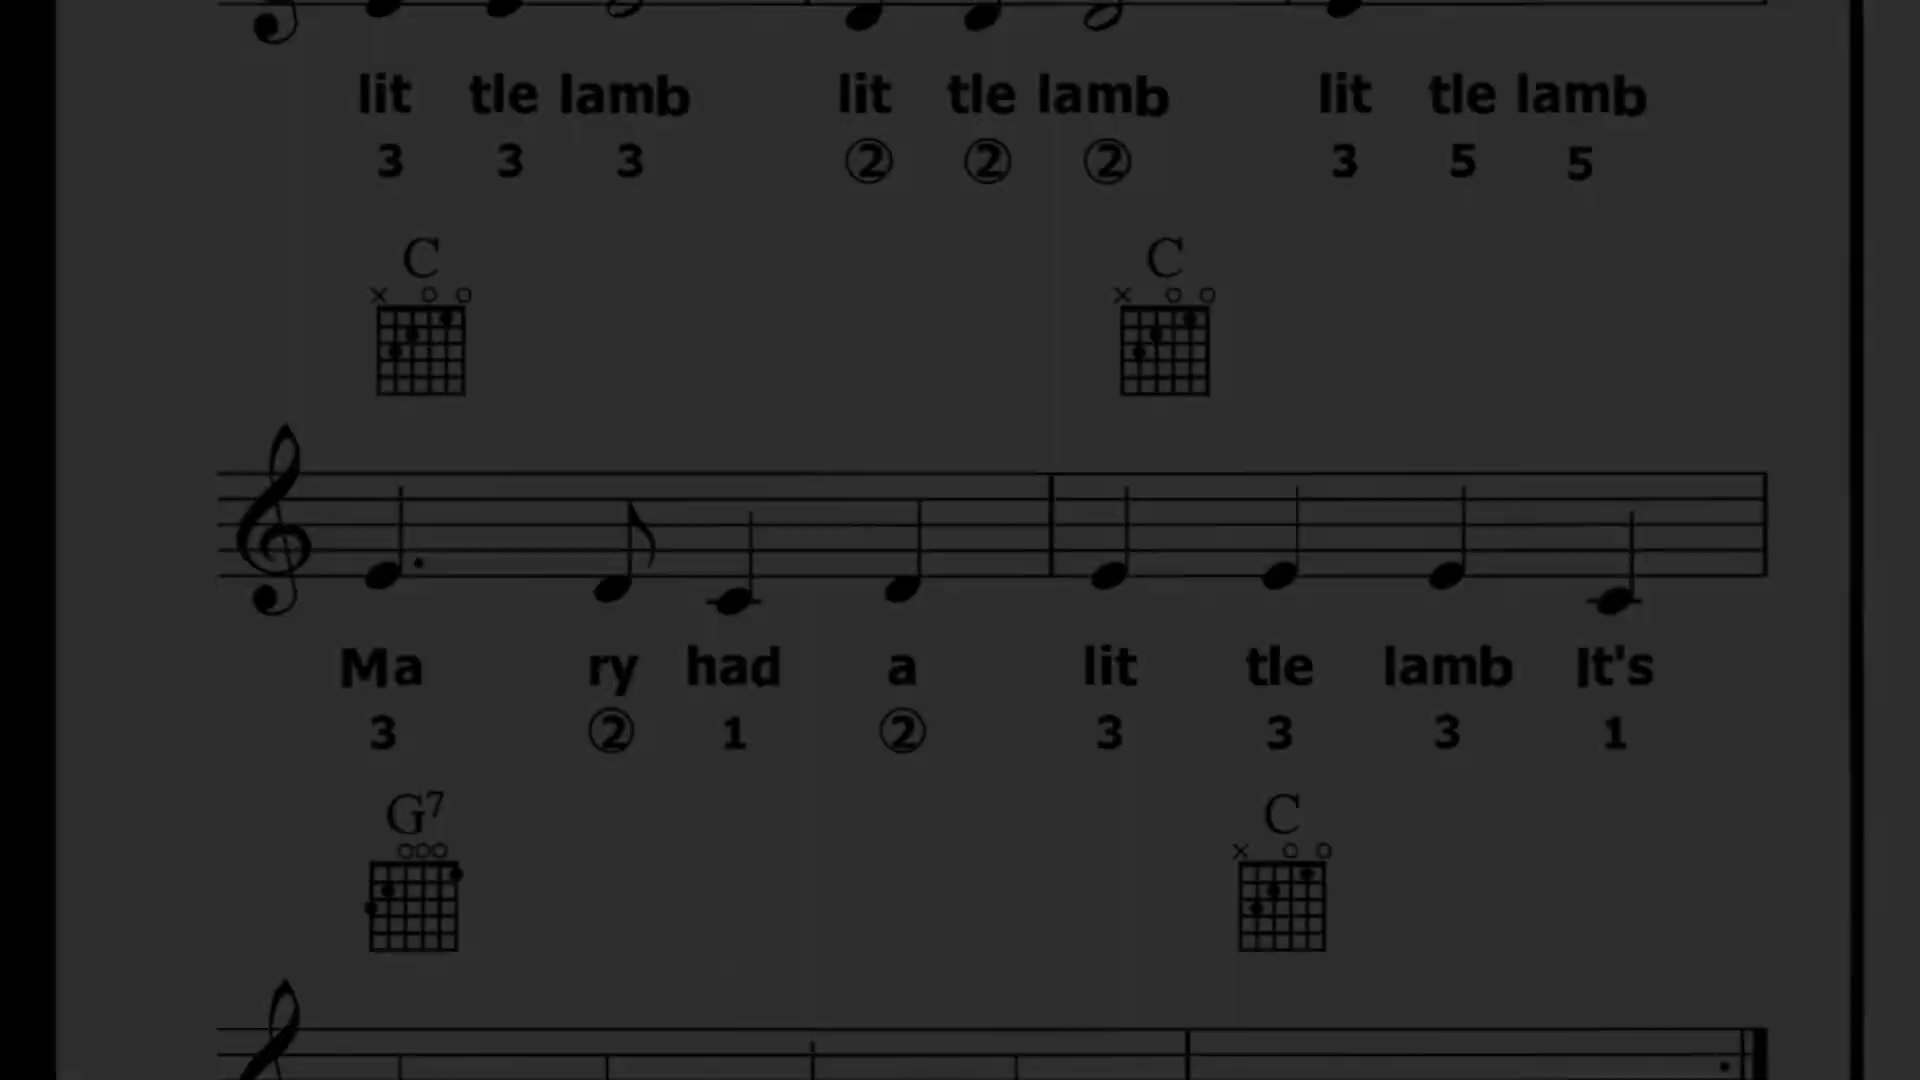 lit tle lamb lit tle lamb lit tle lamb
3 3 3 ② ② ② 3 5 5
C C
x o o x o o
Ma ry had a lit tle lamb It's
3 ② 1 ② 3 3 3 1
G7 C
ooo x o o